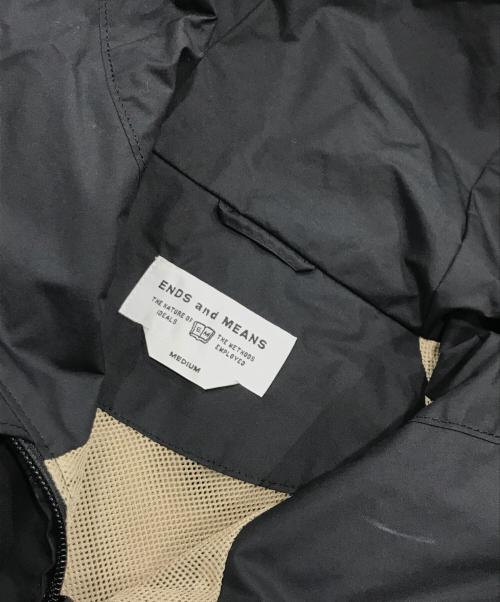 ENDS and MEANS
THE NATURE OF
IDEALS
E M
THE METHODS
EMPLOYED
MEDIUM